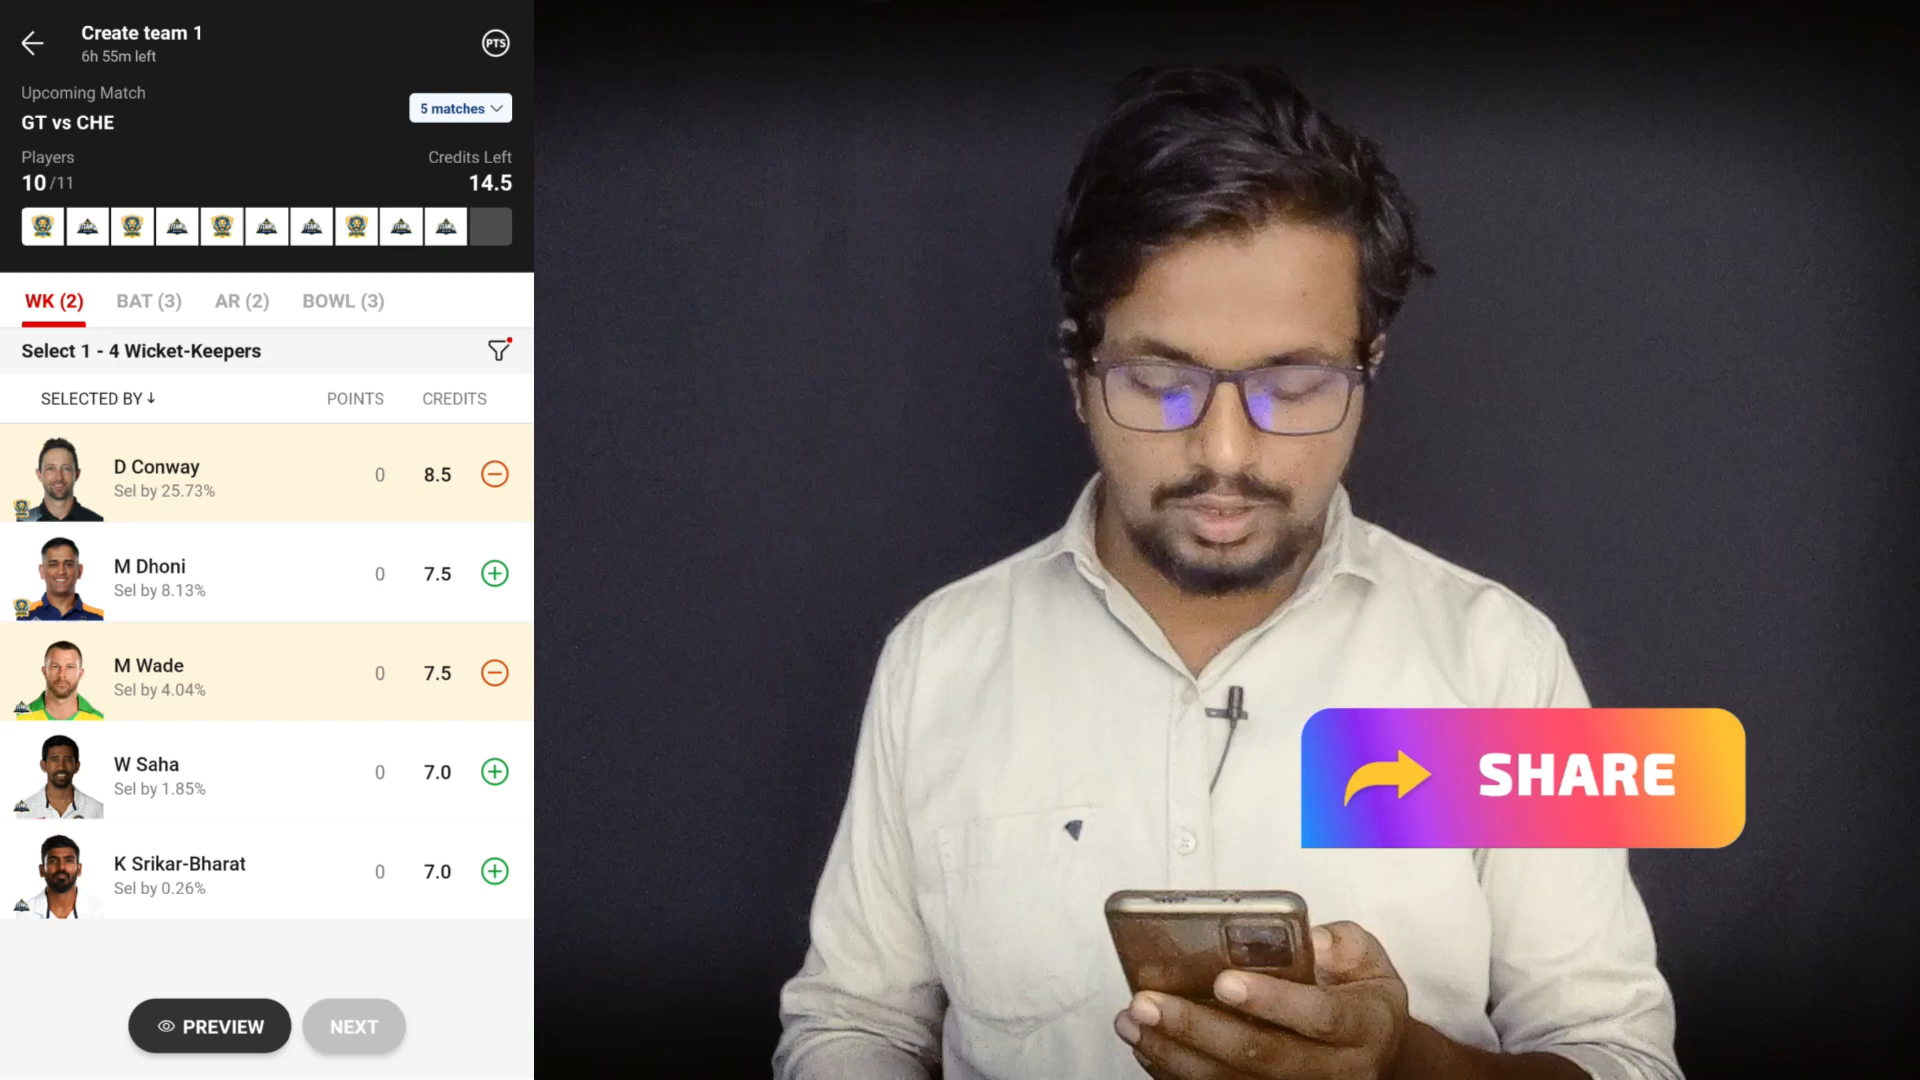 Create team 1
6h 55m left
PTS
Upcoming Match
GT vs CHE
5 matches
Players
10/11
Credits Left
14.5
WK (2)
BAT (3)
AR (2)
BOWL (3)
Select 1 - 4 Wicket-Keepers
SELECTED BY↓
POINTS
CREDITS
D Conway
Sel by 25.73%
0
8.5
M Dhoni
Sel by 8.13%
0
7.5
M Wade
Sel by 4.04%
0
7.5
W Saha
Sel by 1.85%
0
7.0
K Srikar-Bharat
Sel by 0.26%
0
7.0
PREVIEW
NEXT
SHARE